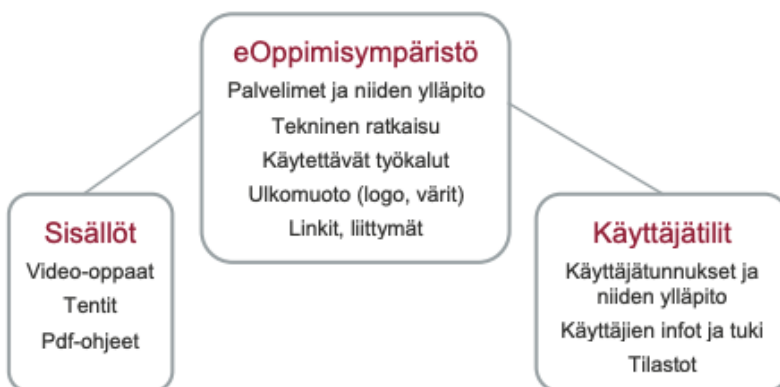 eOppimisympäristö
Palvelimet ja niiden ylläpito
Tekninen ratkaisu
Käytettävät työkalut
Ulkomuoto (logo, värit)
Linkit, liittymät
Sisällöt
Video-oppaat
Tentit
Pdf-ohjeet
Käyttäjätilit
Käyttäjätunnukset ja
niiden ylläpito
Käyttäjien infot ja tuki
Tilastot